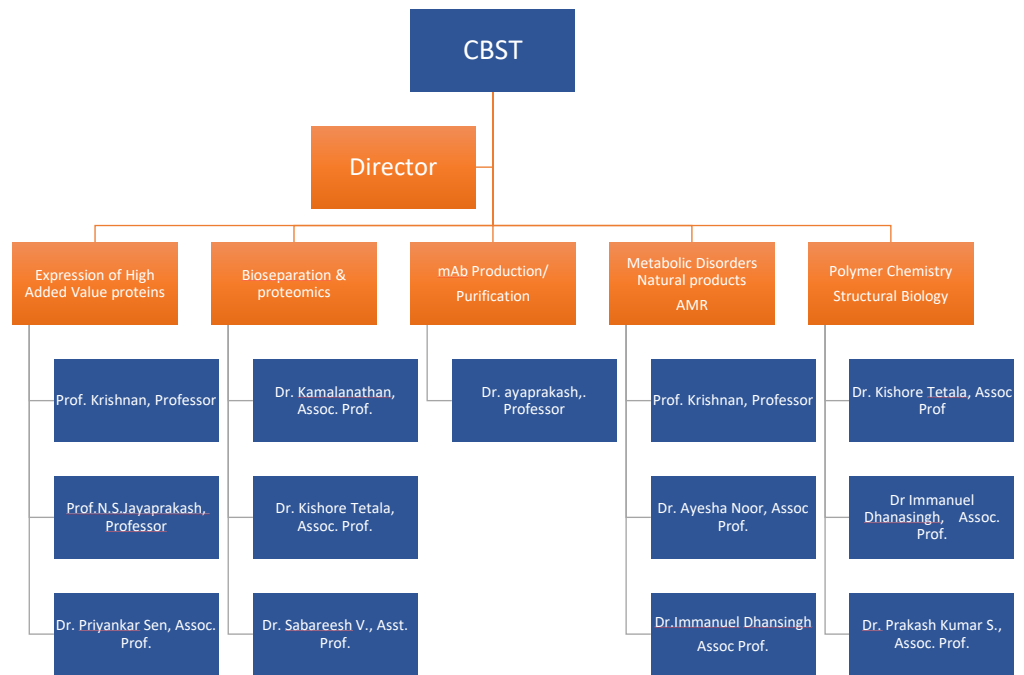 CBST
Director
Expression of High
Added Value proteins
Bioseparation &
proteomics
mAb Production/
Purification
Metabolic Disorders
Natural products
AMR
Polymer Chemistry
Structural Biology
Prof. Krishnan, Professor
Prof.N.S.Jayaprakash,
Professor
Dr. Priyankar Sen, Assoc.
Prof.
Dr. Kamalanathan,
Assoc. Prof.
Dr. Kishore Tetala,
Assoc. Prof.
Dr. Sabareesh V., Asst.
Prof.
Dr. ayaprakash,.
Professor
Prof. Krishnan, Professor
Dr. Ayesha Noor, Assoc
Prof.
Dr.Immanuel Dhansingh
Assoc Prof.
Dr. Kishore Tetala, Assoc
Prof
Dr Immanuel
Dhanasingh, Assoc.
Prof.
Dr. Prakash Kumar S.,
Assoc. Prof.